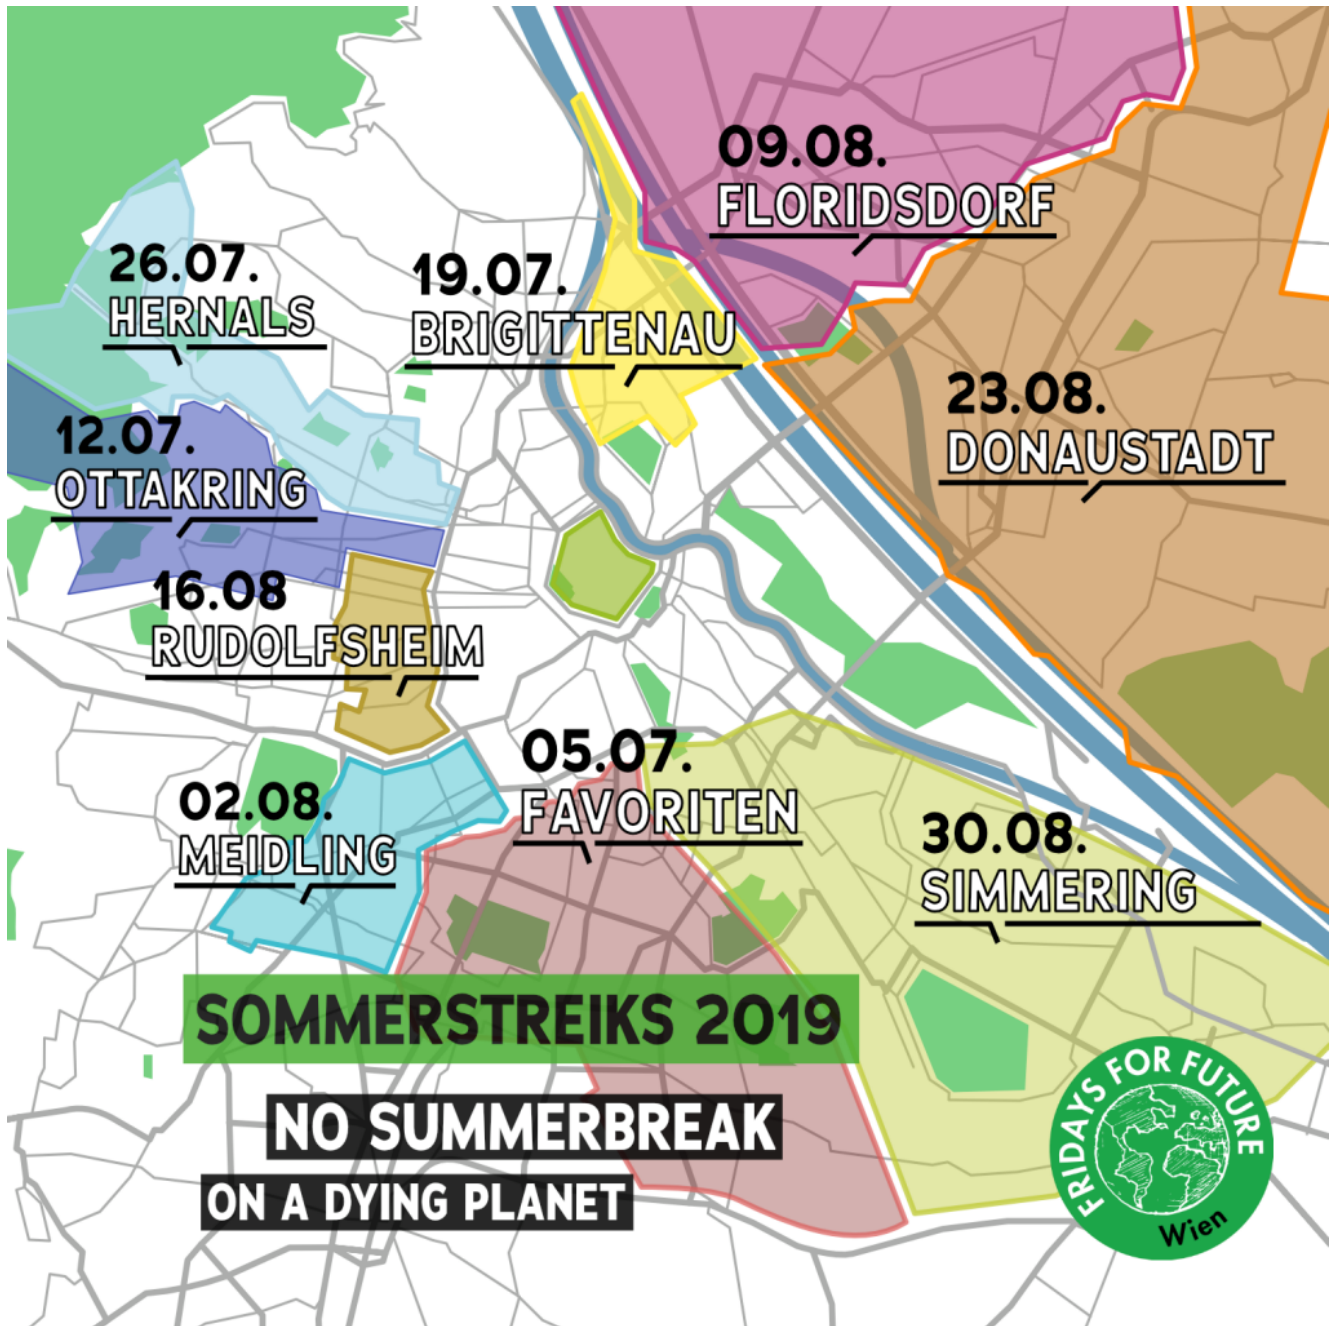 09.08.
FLORIDSDORF
26.07.
HERNALS
19.07.
BRIGITTENAU
23.08.
DONAUSTADT
12.07.
OTTAKRING
16.08
RUDOLFSHEIM
05.07.
FAVORITEN
02.08.
MEIDLING
30.08.
SIMMERING
SOMMERSTREIKS 2019
NO SUMMERBREAK
ON A DYING PLANET
FRIDAYS FOR FUTURE
Wien